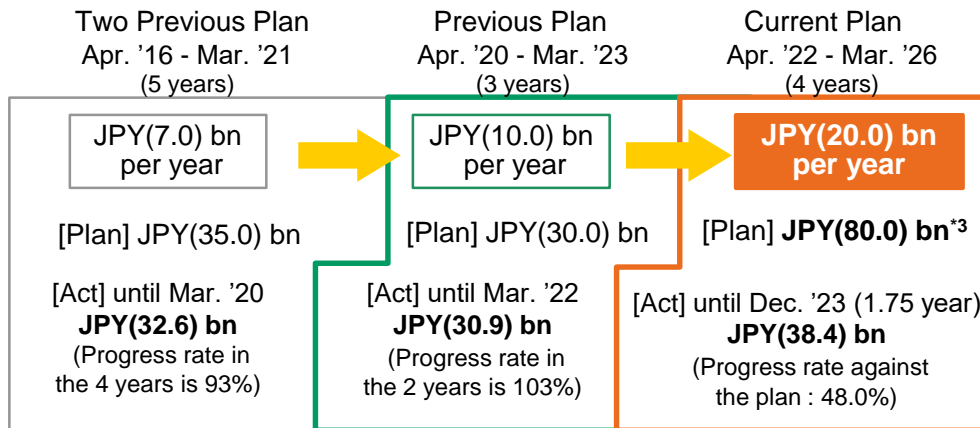 Two Previous Plan
Apr. ’16 - Mar. ’21
(5 years)
JPY(7.0) bn
per year
[Plan] JPY(35.0) bn
[Act] until Mar. ’20
JPY(32.6) bn
(Progress rate in
the 4 years is 93%)
Previous Plan
Apr. ’20 - Mar. ’23
(3 years)
JPY(10.0) bn
per year
[Plan] JPY(30.0) bn
[Act] until Mar. ’22
JPY(30.9) bn
(Progress rate in
the 2 years is 103%)
Current Plan
Apr. ’22 - Mar. ’26
(4 years)
JPY(20.0) bn
per year
[Plan] JPY(80.0) bn*3
[Act] until Dec. ’23 (1.75 year)
JPY(38.4) bn
(Progress rate against
the plan : 48.0%)